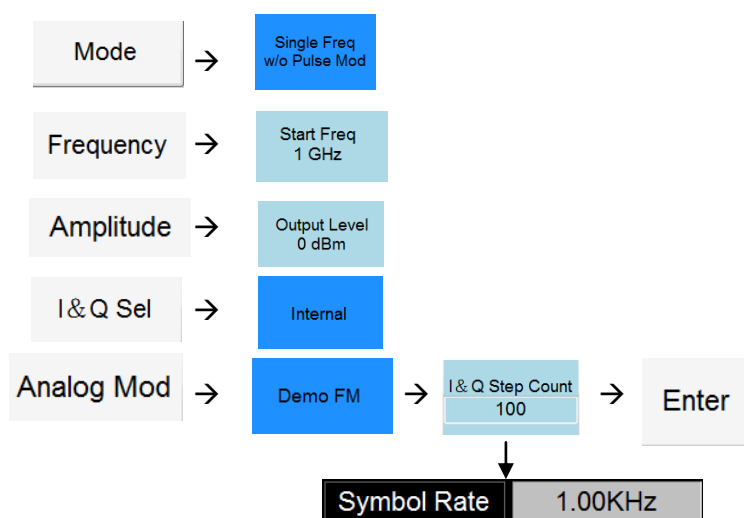 Mode
Single Freq
w/o Pulse Mod
Frequency
Start Freq
1 GHz
Amplitude
Output Level
0 dBm
I&Q Sel
Internal
Analog Mod
Demo FM
I&Q Step Count
100
Enter
Symbol Rate
1.00KHz